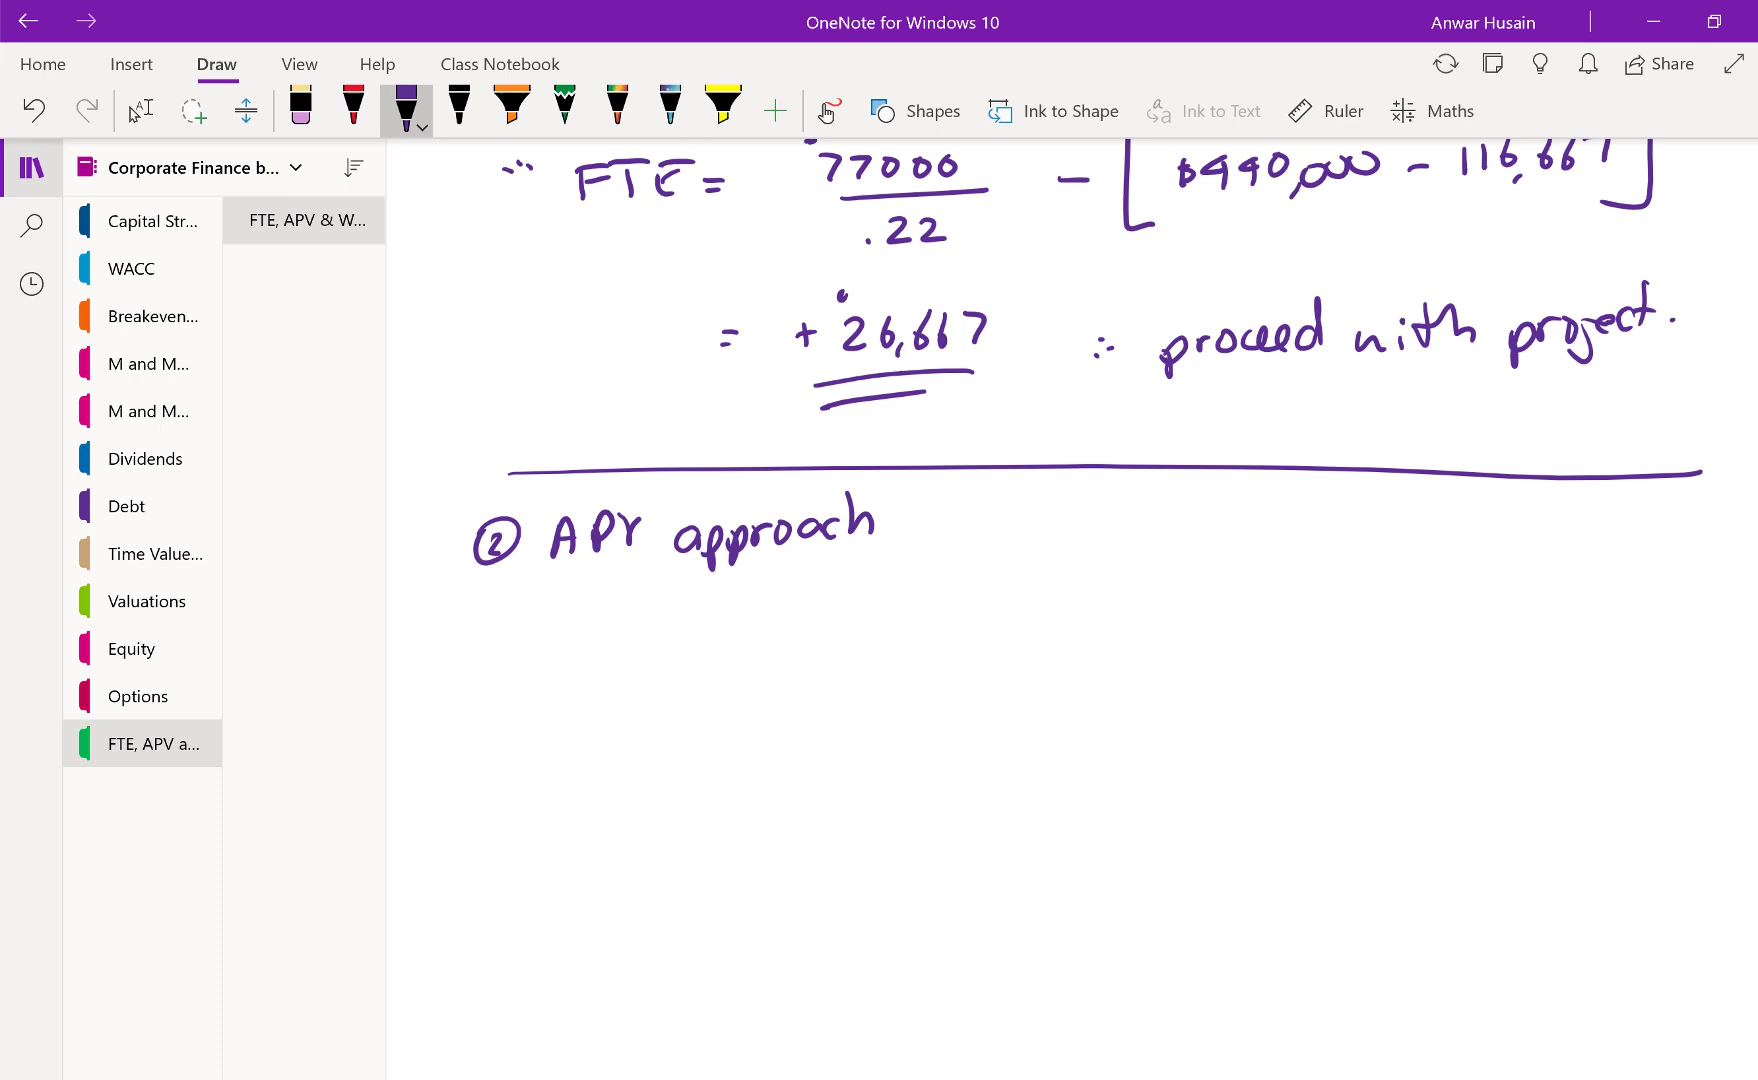 OneNote for Windows 10
Anwar Husain
Home Insert Draw View Help Class Notebook
Share
Shapes Ink to Shape Ink to Text Ruler Maths
Corporate Finance b...
Capital Str...
WACC
Breakeven...
M and M...
M and M...
Dividends
Debt
Time Value...
Valuations
Equity
Options
FTE, APV a...
FTE, APV & W...
∴ FTE = 77000 - [$440,000 - 116,667]
.22
= + 26,667 ∴ proceed with project.
② APV approach